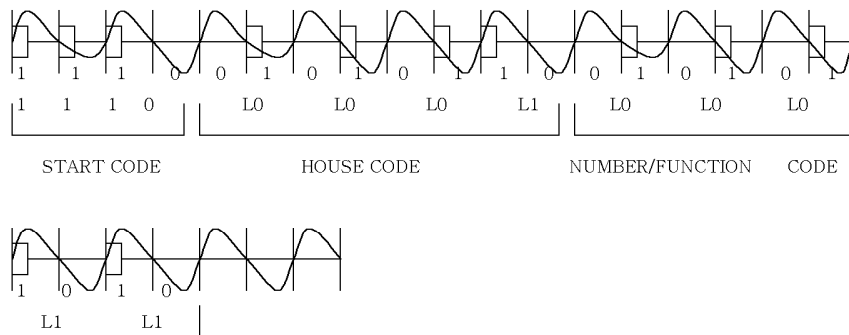 1 1 1 0 0 1 0 1 0 1 1 0 0 1 0 1 0 1
1 1 1 0 L0 L0 L0 L1 L0 L0 L0
START CODE HOUSE CODE NUMBER/FUNCTION CODE
1 0 1 0
L1 L1